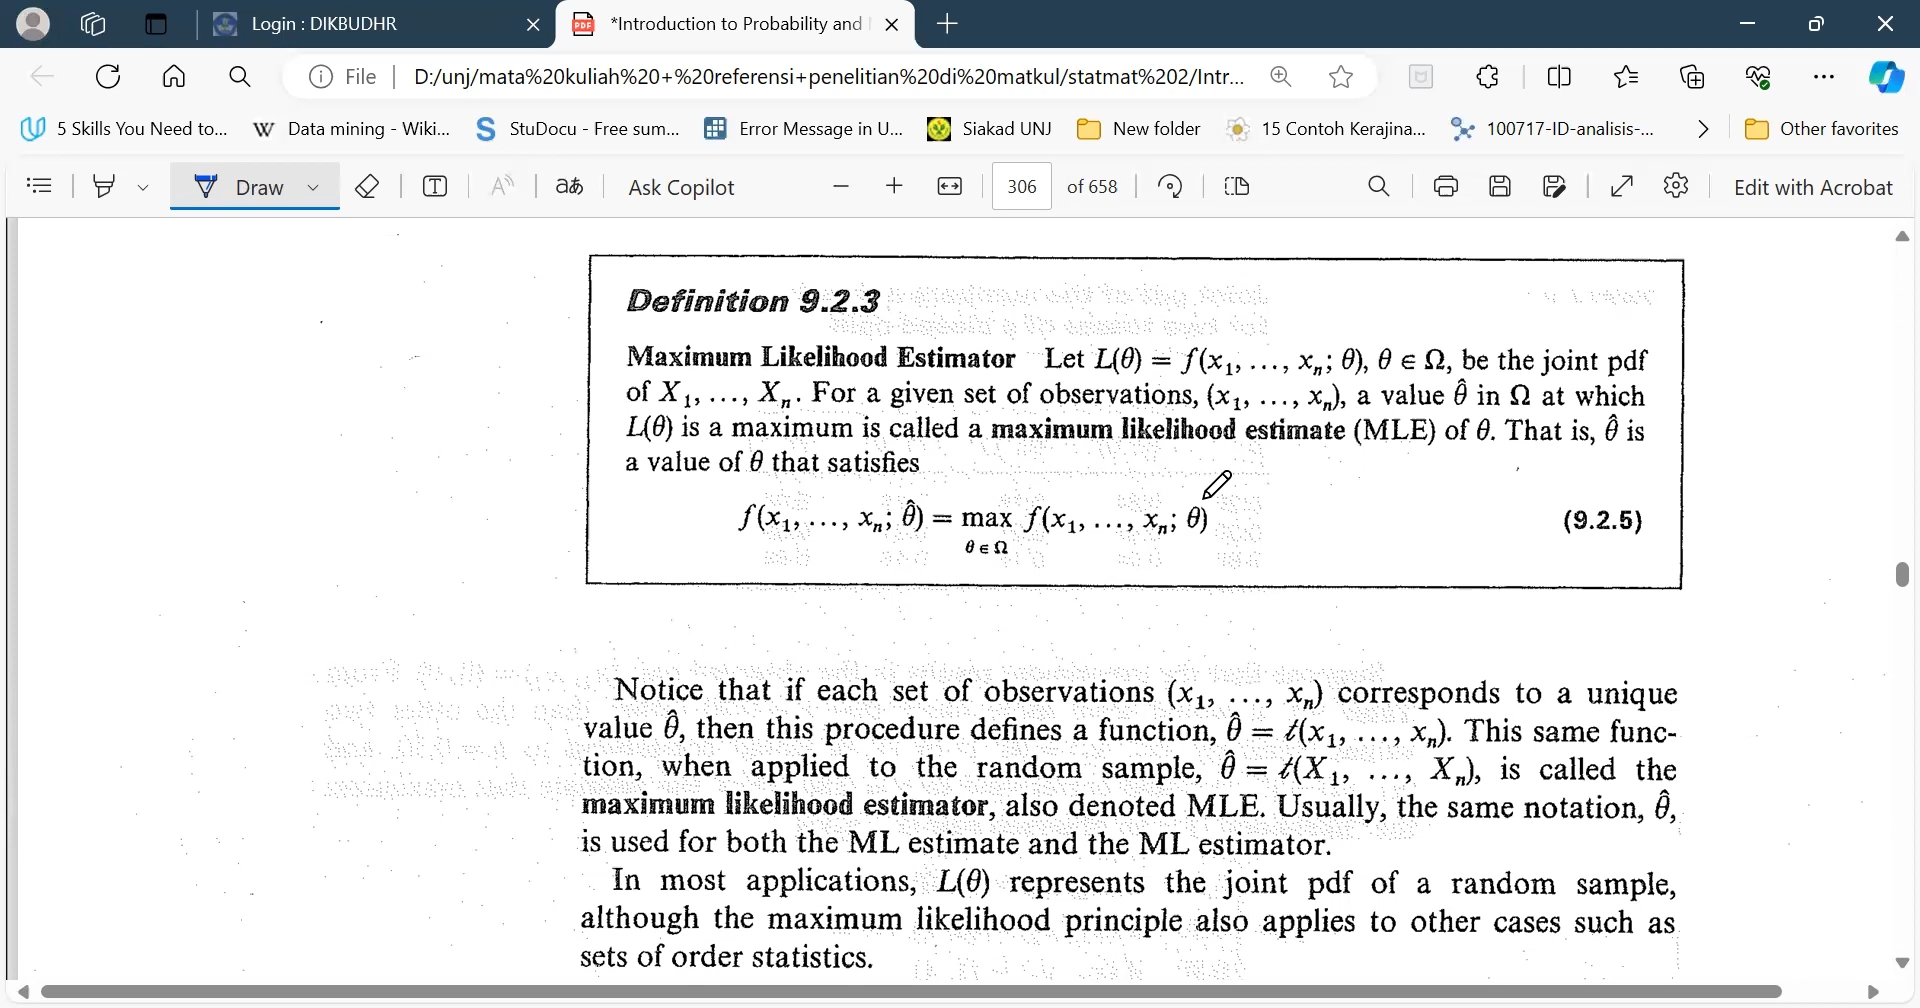 Login : DIKBUDHR
*Introduction to Probability and
File
D:/unj/mata%20kuliah%20+%20referensi+penelitian%20di%20matkul/statmat%202/Intr...
5 Skills You Need to...
Data mining - Wiki...
StuDocu - Free sum...
Error Message in U...
Siakad UNJ
New folder
15 Contoh Kerajina...
100717-ID-analisis-...
Other favorites
Draw
Ask Copilot
306
of 658
Edit with Acrobat
Definition 9.2.3
Maximum Likelihood Estimator Let L(θ) = f(x₁, ..., xₙ; θ), θ ∈ Ω, be the joint pdf
of X₁, ..., Xₙ. For a given set of observations, (x₁, ..., xₙ), a value θ̂ in Ω at which
L(θ) is a maximum is called a maximum likelihood estimate (MLE) of θ. That is, θ̂ is
a value of θ that satisfies
f(x₁, ..., xₙ; θ̂) = max f(x₁, ..., xₙ; θ) (9.2.5)
θ ∈ Ω
Notice that if each set of observations (x₁, ..., xₙ) corresponds to a unique
value θ̂, then this procedure defines a function, θ̂ = t(x₁, ..., xₙ). This same func-
tion, when applied to the random sample, θ̂ = t(X₁, ..., Xₙ), is called the
maximum likelihood estimator, also denoted MLE. Usually, the same notation, θ̂,
is used for both the ML estimate and the ML estimator.
In most applications, L(θ) represents the joint pdf of a random sample,
although the maximum likelihood principle also applies to other cases such as
sets of order statistics.